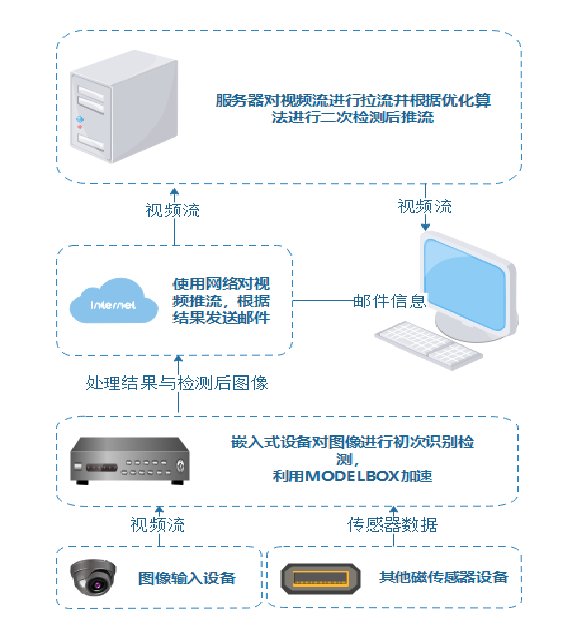 服务器对视频流进行拉流并根据优化算
法进行二次检测后推流
视频流
视频流
Internet
使用网络对视
频推流，根据
结果发送邮件
邮件信息
处理结果与检测后图像
嵌入式设备对图像进行初次识别检
测，
利用MODELBOX加速
视频流
传感器数据
图像输入设备
其他磁传感器设备